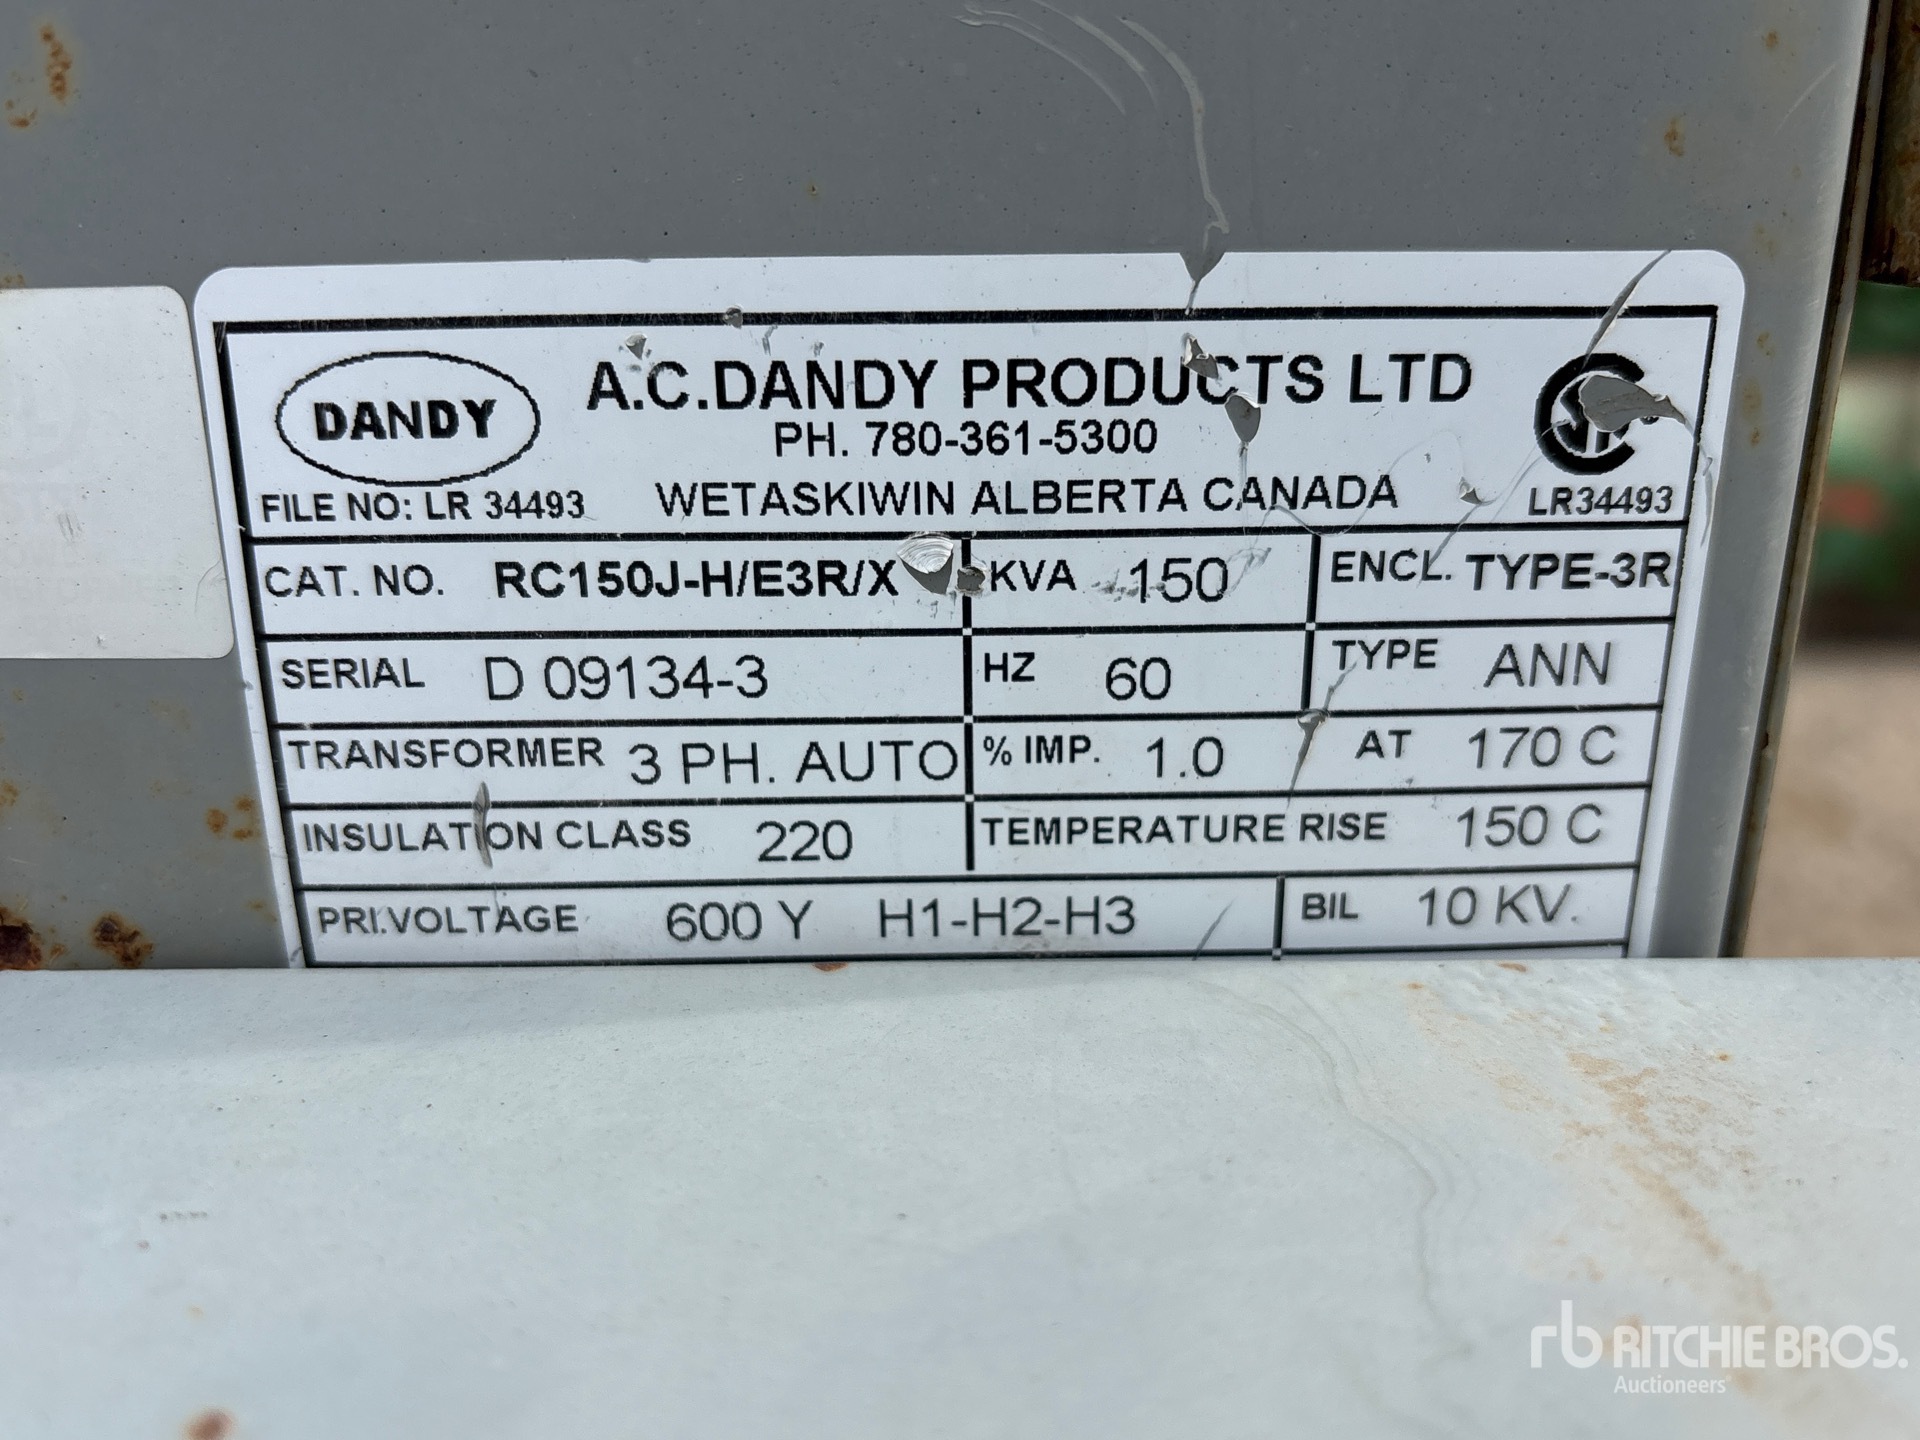 DANDY
A.C.DANDY PRODUCTS LTD
PH. 780-361-5300
FILE NO: LR 34493 WETASKIWIN ALBERTA CANADA LR34493
CAT. NO. RC150J-H/E3R/X KVA 150 ENCL. TYPE-3R
SERIAL D 09134-3 HZ 60 TYPE ANN
TRANSFORMER 3 PH. AUTO % IMP. 1.0 AT 170 C
INSULATION CLASS 220 TEMPERATURE RISE 150 C
PRI.VOLTAGE 600 Y H1-H2-H3 BIL 10 KV.
rb RITCHIE BROS.
Auctioneers